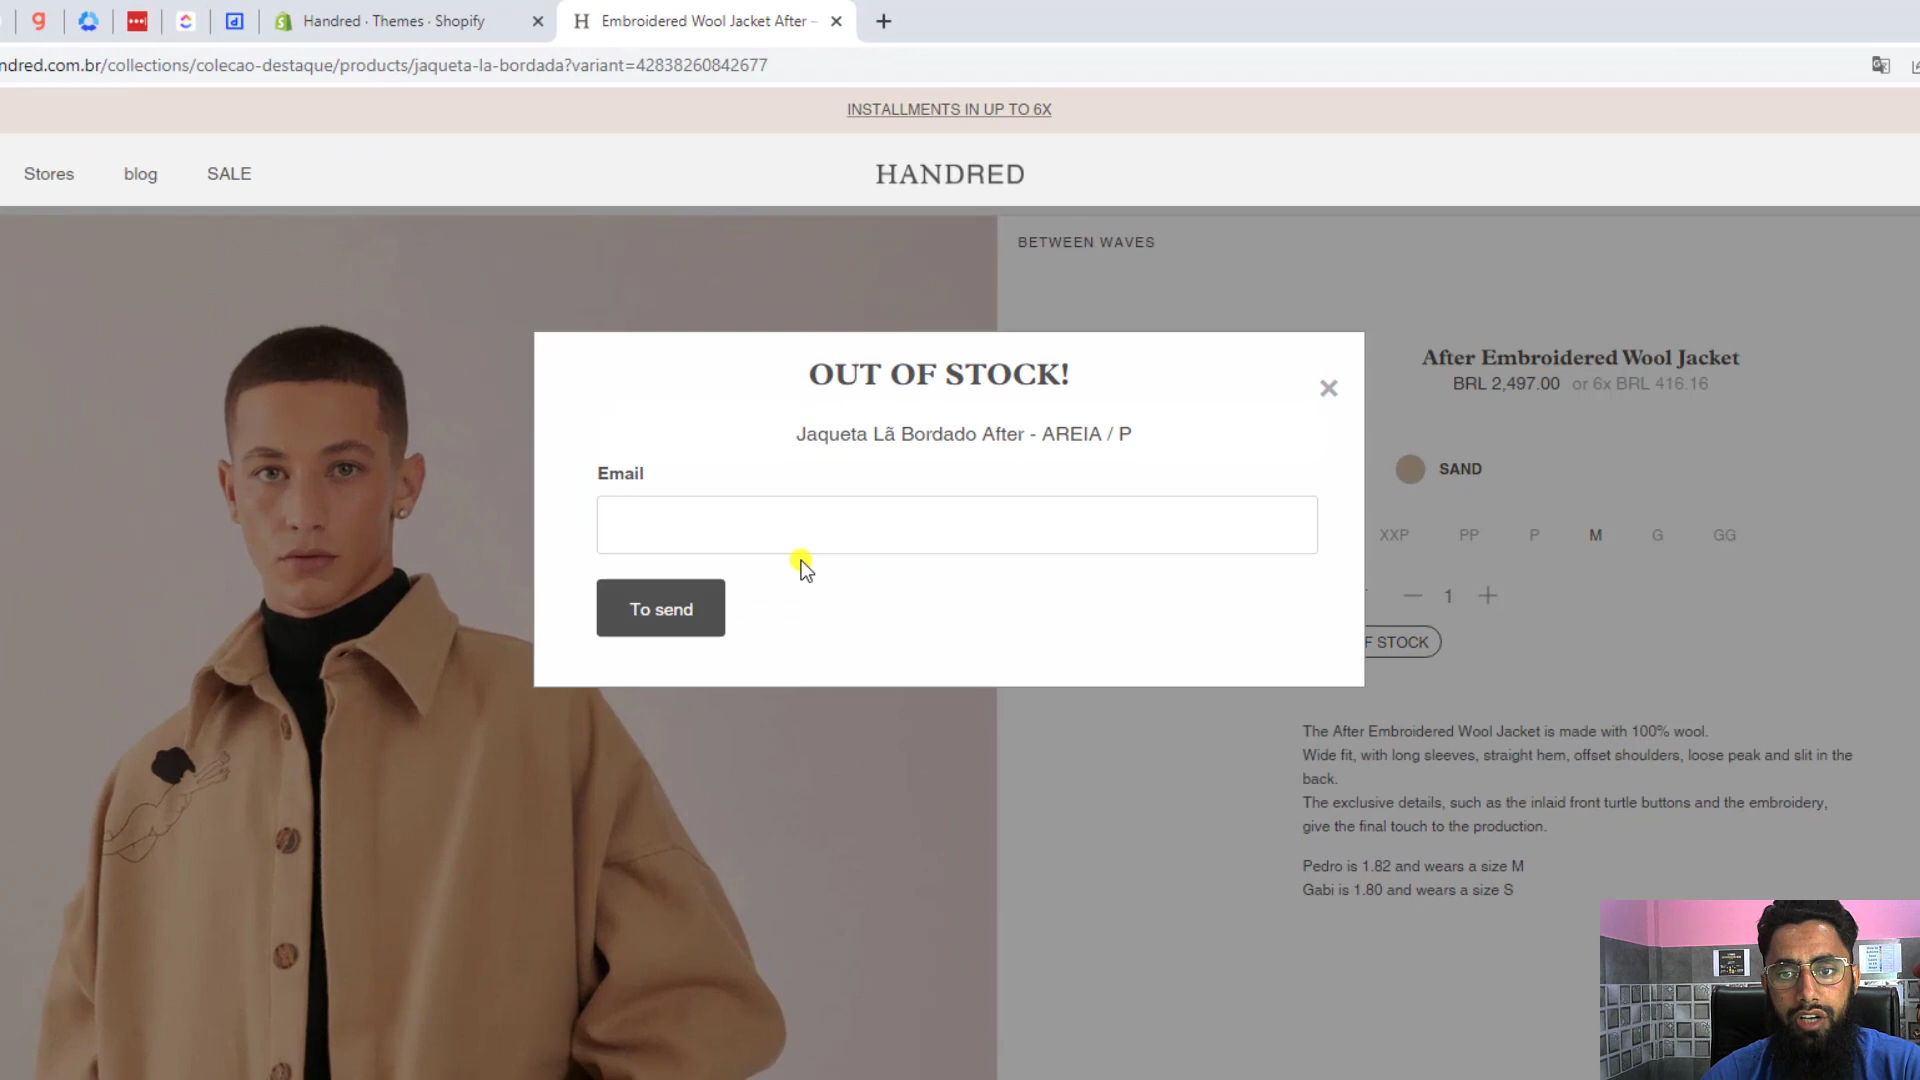 Handred · Themes · Shopify
Embroidered Wool Jacket After –
ndred.com.br/collections/colecao-destaque/products/jaqueta-la-bordada?variant=42838260842677
INSTALLMENTS IN UP TO 6X
Stores blog SALE
HANDRED
BETWEEN WAVES
After Embroidered Wool Jacket
BRL 2,497.00 or 6x BRL 416.16
SAND
XXP PP P M G GG
1
F STOCK
OUT OF STOCK!
Jaqueta Lã Bordado After - AREIA / P
Email
To send
The After Embroidered Wool Jacket is made with 100% wool.
Wide fit, with long sleeves, straight hem, offset shoulders, loose peak and slit in the
back.
The exclusive details, such as the inlaid front turtle buttons and the embroidery,
give the final touch to the production.
Pedro is 1.82 and wears a size M
Gabi is 1.80 and wears a size S